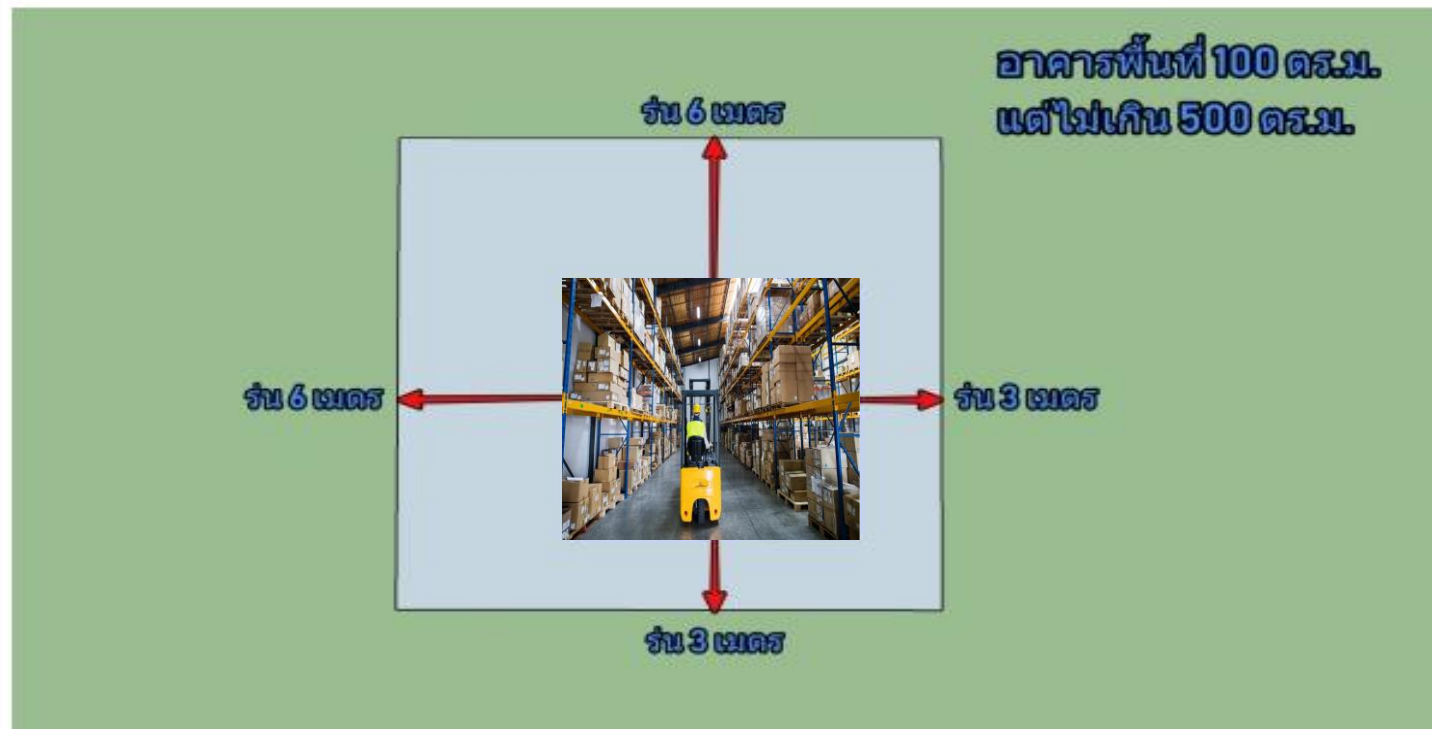 อาคารพื้นที่ 100 ตร.ม.
แต่ไม่เกิน 500 ตร.ม.
ร่น 6 เมตร
ร่น 6 เมตร
ร่น 3 เมตร
ร่น 3 เมตร